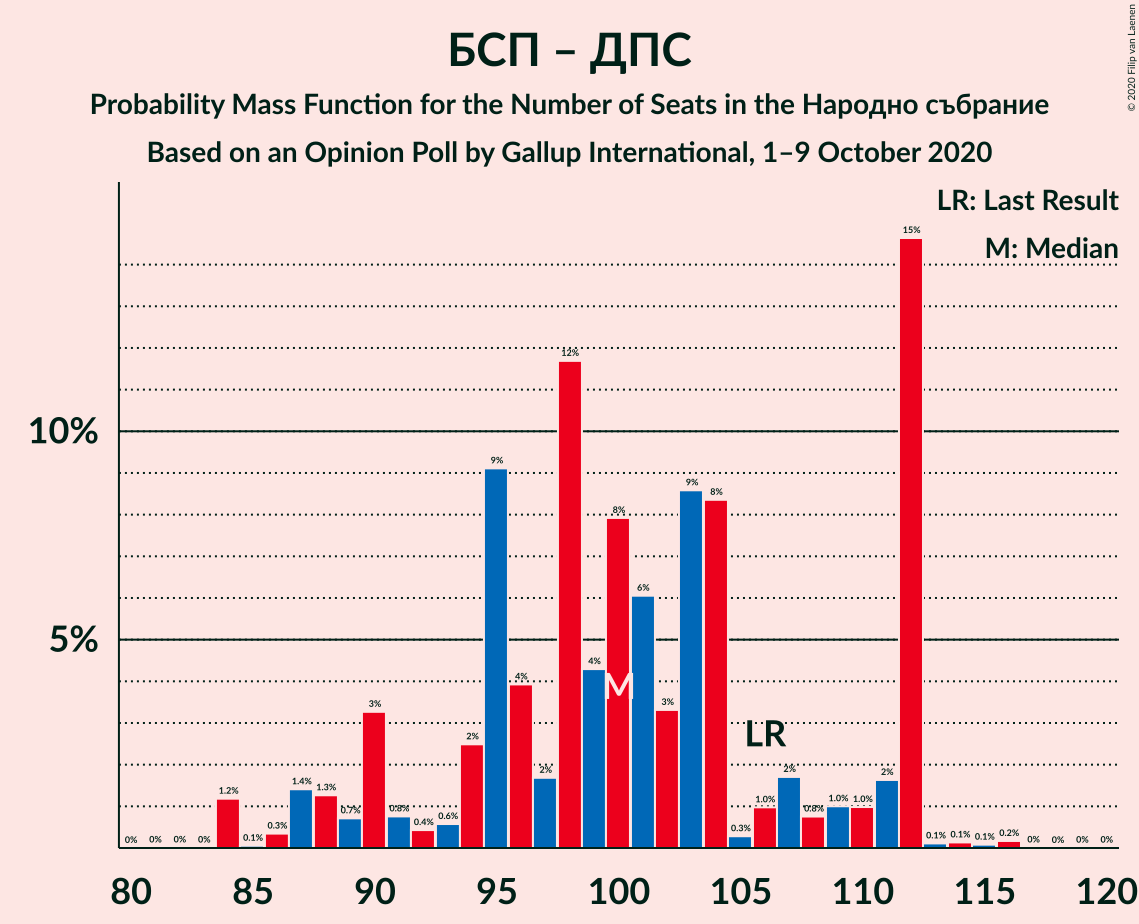 БСП – ДПС
Probability Mass Function for the Number of Seats in the Народно събрание
Based on an Opinion Poll by Gallup International, 1–9 October 2020
© 2020 Filip van Laenen
LR: Last Result
M: Median
10%
5%
0% 0% 0% 0% 1.2% 0.1% 0.3% 1.4% 1.3% 0.7% 3% 0.8% 0.4% 0.6% 2% 9% 4% 2% 12% 4% 8% 6% 3% 9% 8% 0.3% 1.0% 2% 0.8% 1.0% 1.0% 2% 15% 0.1% 0.1% 0.1% 0.2% 0% 0% 0% 0%
M
LR
80 85 90 95 100 105 110 115 120